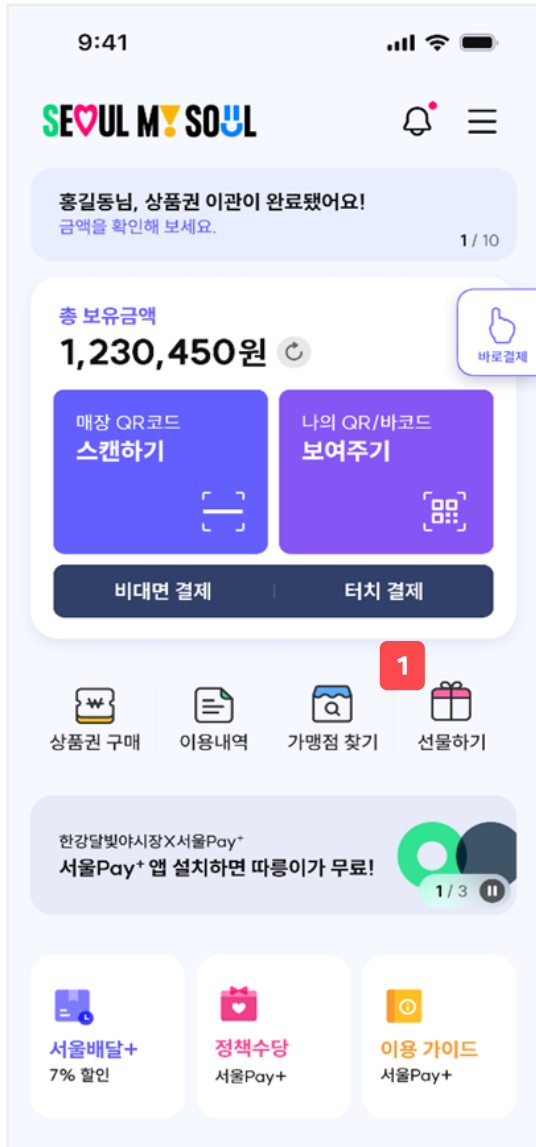 9:41
SEOUL MY SOUL
홍길동님, 상품권 이관이 완료됐어요!
금액을 확인해 보세요.
1 / 10
총 보유금액
1,230,450원
바로결제
매장 QR코드
스캔하기
나의 QR/바코드
보여주기
비대면 결제
터치 결제
1
상품권 구매
이용내역
가맹점 찾기
선물하기
한강달빛야시장X서울Pay⁺
서울Pay⁺ 앱 설치하면 따릉이가 무료!
1 / 3
서울배달+
7% 할인
정책수당
서울Pay+
이용 가이드
서울Pay+